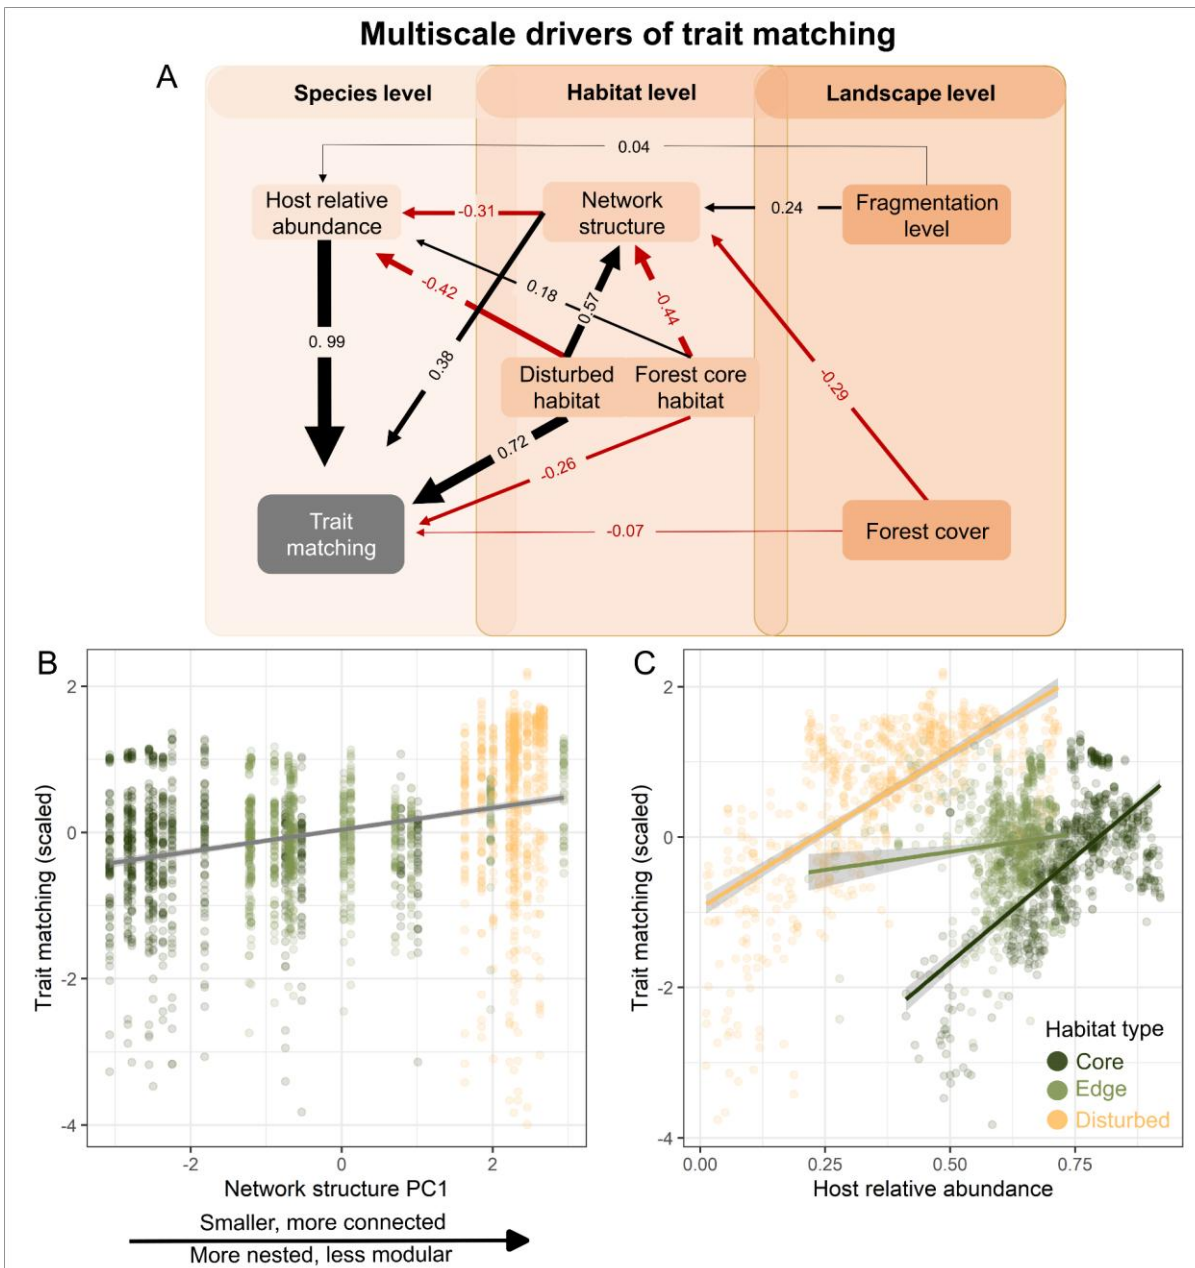 Multiscale drivers of trait matching
A
Species level
Habitat level
Landscape level
0.04
Host relative
abundance
-0.31
Network
structure
0.24
Fragmentation
level
-0.42
0.18
0.57
-0.44
0.99
0.38
Disturbed
habitat
Forest core
habitat
-0.29
0.72
-0.26
Trait
matching
-0.07
Forest cover
B
Trait matching (scaled)
2
0
-2
-4
-2
0
2
Network structure PC1
Smaller, more connected
More nested, less modular
C
Trait matching (scaled)
2
0
-2
-4
0.00
0.25
0.50
0.75
Host relative abundance
Habitat type
Core
Edge
Disturbed